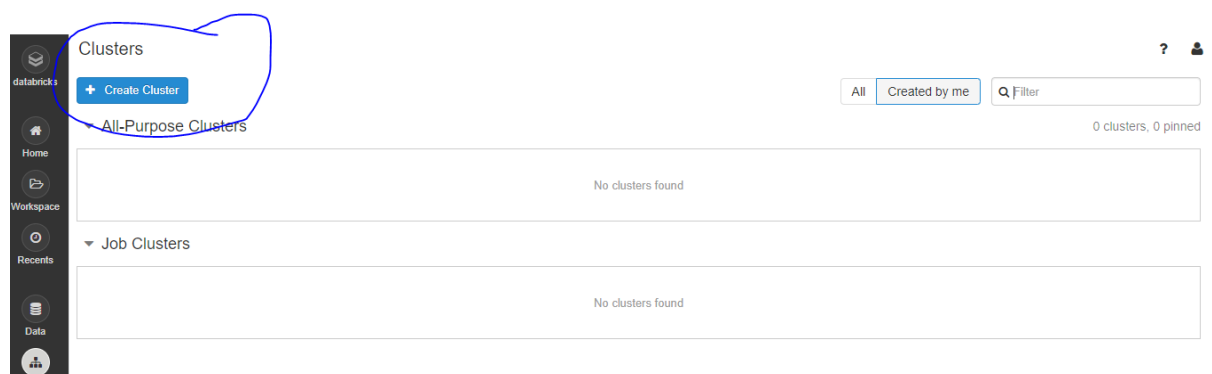 Clusters
?
databricks
+ Create Cluster
All
Created by me
Filter
All-Purpose Clusters
0 clusters, 0 pinned
Home
No clusters found
Workspace
Job Clusters
Recents
No clusters found
Data